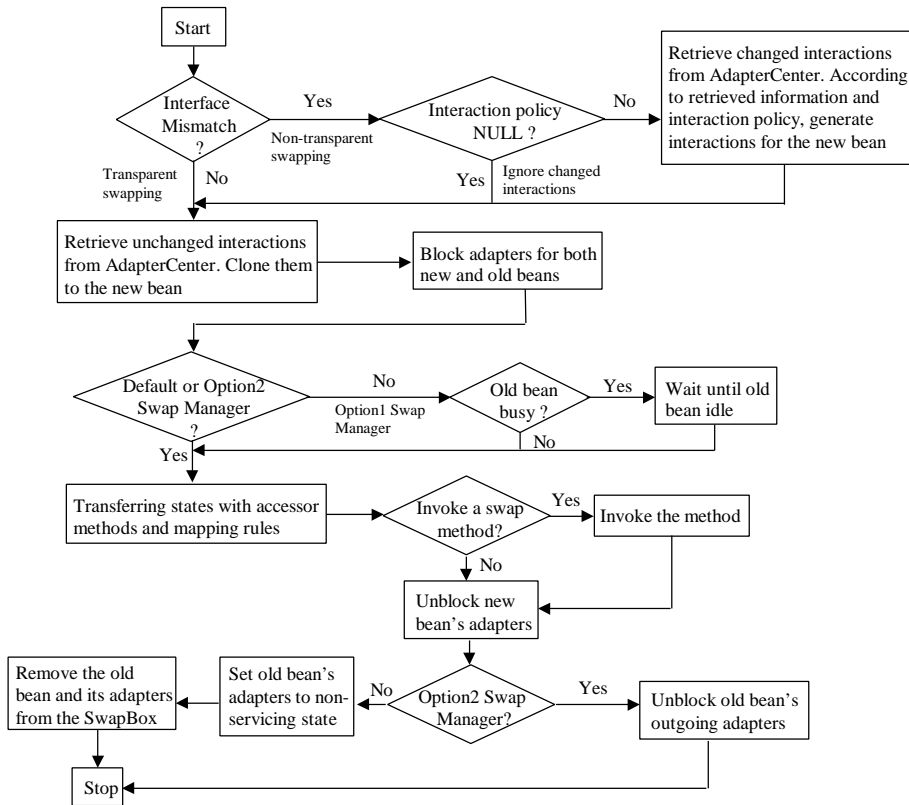 Start
Interface
Mismatch
?
Yes
Non-transparent
swapping
Interaction policy
NULL ?
No
Retrieve changed interactions
from AdapterCenter. According
to retrieved information and
interaction policy, generate
interactions for the new bean
Transparent
swapping
No
Yes
Ignore changed
interactions
Retrieve unchanged interactions
from AdapterCenter. Clone them
to the new bean
Block adapters for both
new and old beans
Default or Option2
Swap Manager
?
No
Option1 Swap
Manager
Old bean
busy ?
Yes
Wait until old
bean idle
Yes
No
Transferring states with accessor
methods and mapping rules
Invoke a swap
method?
Yes
Invoke the method
No
Unblock new
bean's adapters
Remove the old
bean and its adapters
from the SwapBox
Set old bean's
adapters to non-
servicing state
No
Option2 Swap
Manager?
Yes
Unblock old bean's
outgoing adapters
Stop